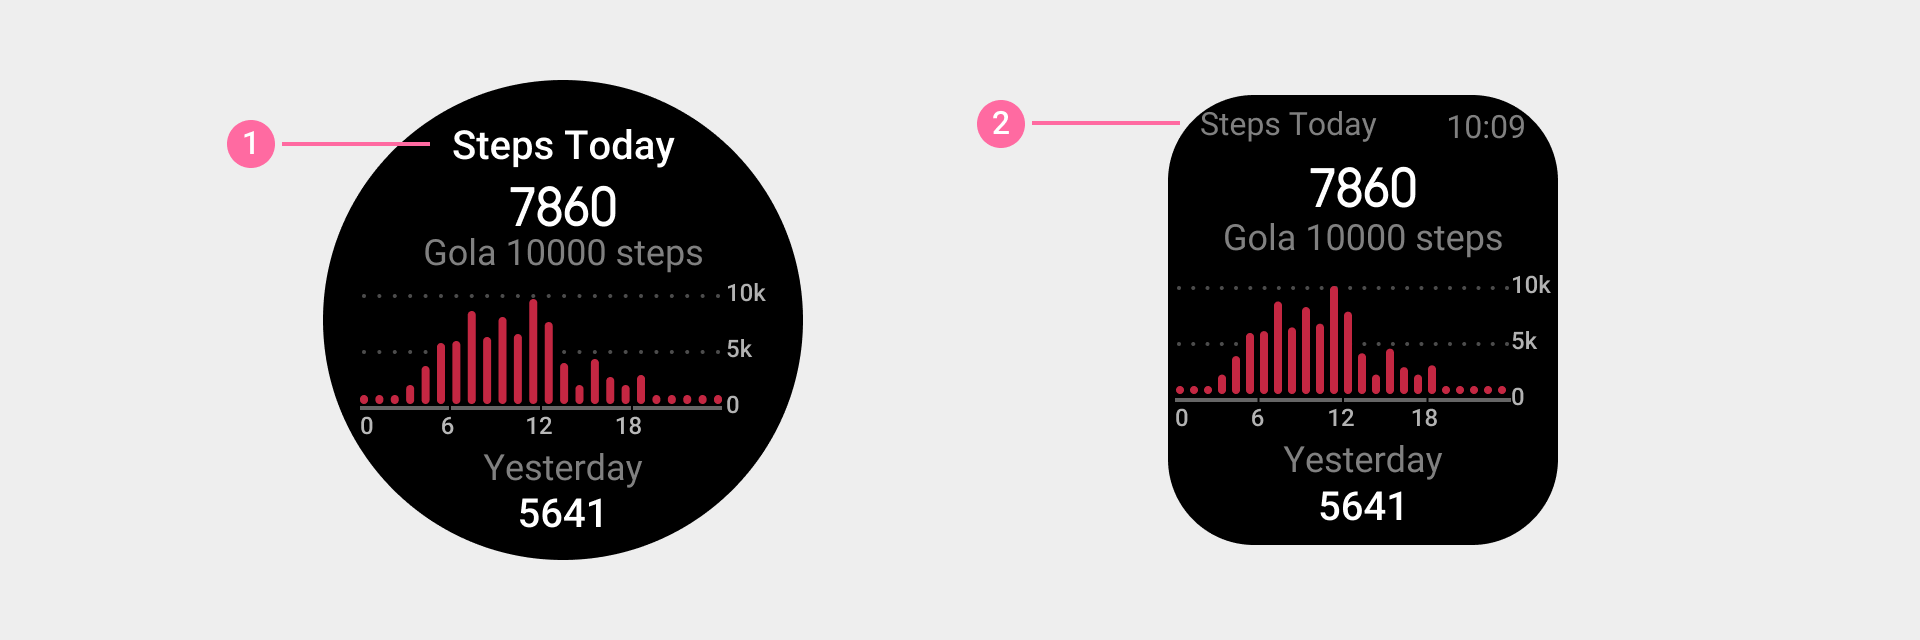 1
Steps Today
7860
Gola 10000 steps
10k
5k
0
0 6 12 18
Yesterday
5641
2
Steps Today 10:09
7860
Gola 10000 steps
10k
5k
0
0 6 12 18
Yesterday
5641